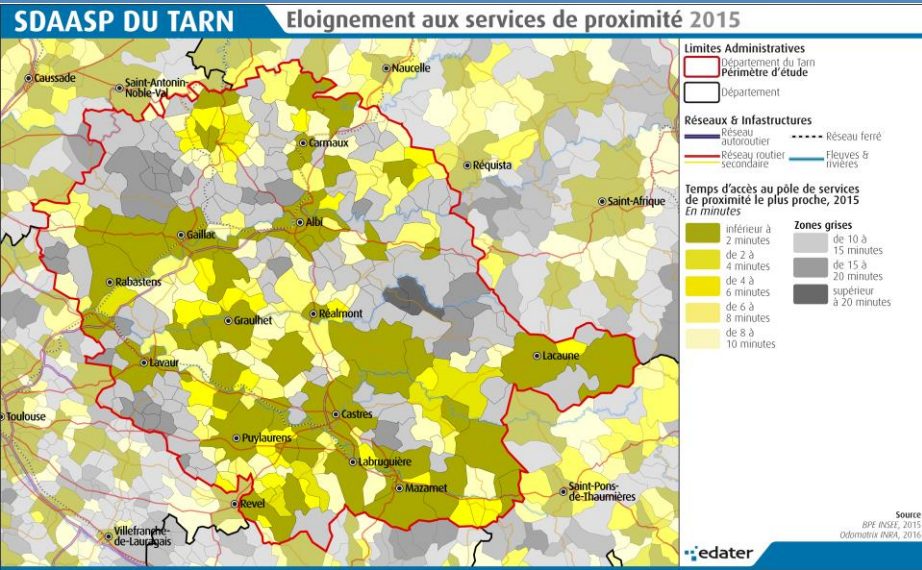 SDAASP DU TARN
Eloignement aux services de proximité 2015
Caussade
Saint-Antonin-
Noble-Val
Naucelle
Carmaux
Réquista
Saint-Afrique
Albi
Gaillac
Rabastens
Graulhet
Réalmont
Lavaur
Lacaune
Toulouse
Castres
Puylaurens
Labruguière
Mazamet
Saint-Pons-
de-Thaumières
Revel
Villefranche-
de-Lauragais
Limites Administratives
Département du Tarn
Périmètre d'étude
Département
Réseaux & Infastructures
Réseau
autoroutier
Réseau ferré
Réseau routier
secondaire
Fleuves &
rivières
Temps d'accès au pôle de services
de proximité le plus proche, 2015
En minutes
inférieur à
2 minutes
de 2 à
4 minutes
de 4 à
6 minutes
de 6 à
8 minutes
de 8 à
10 minutes
Zones grises
de 10 à
15 minutes
de 15 à
20 minutes
supérieur
à 20 minutes
Source
BPE INSEE, 2015
Odomatrix INRA, 2016
edater